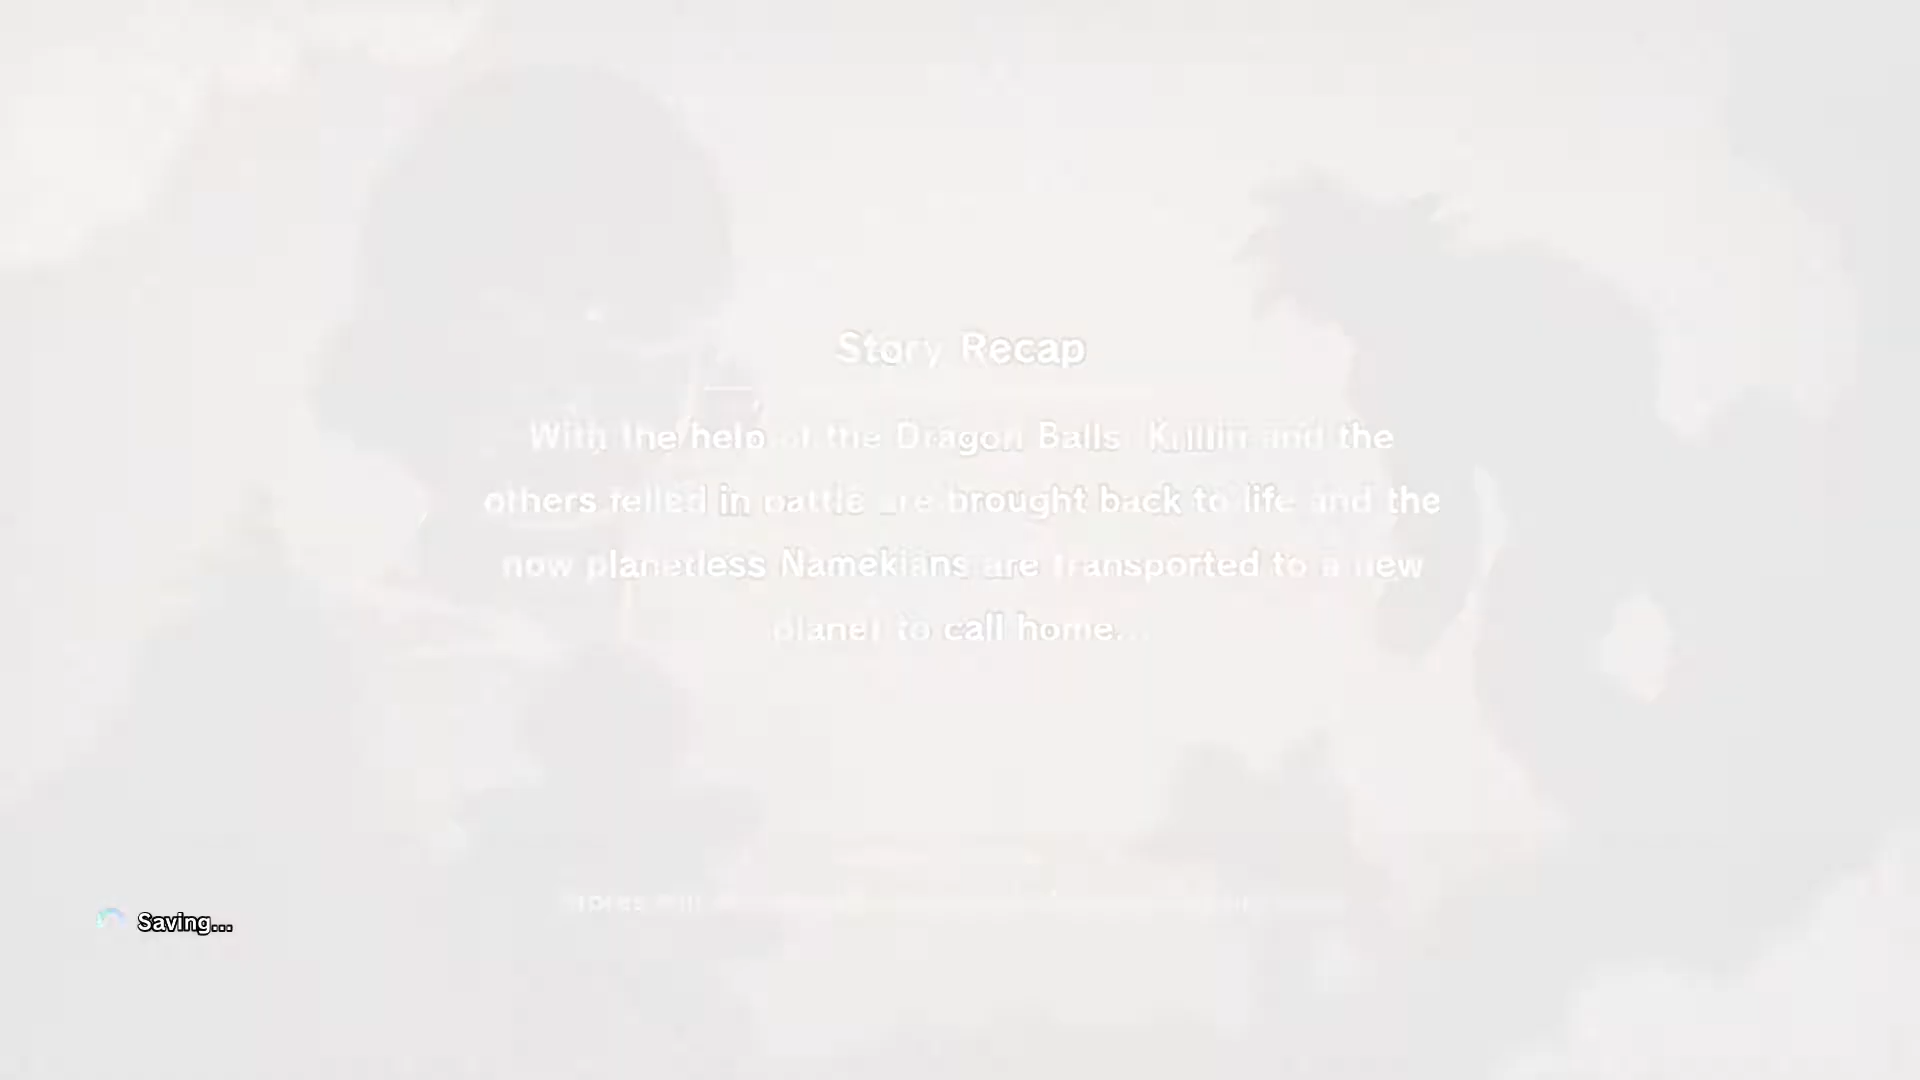 Story Recap
With the help of the Dragon Balls, Krillin and the
others felled in battle are brought back to life and the
now planetless Namekians are transported to a new
planet to call home...
Saving...